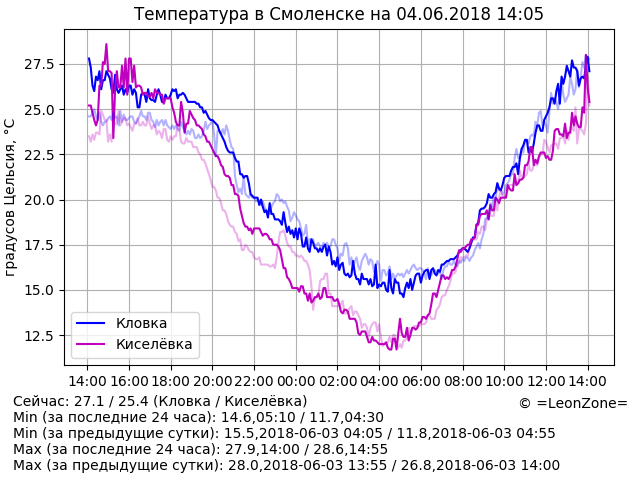 Температура в Смоленске на 04.06.2018 14:05
градусов Цельсия, °C
27.5
25.0
22.5
20.0
17.5
15.0
12.5
Кловка
Киселёвка
14:00 16:00 18:00 20:00 22:00 00:00 02:00 04:00 06:00 08:00 10:00 12:00 14:00
Сейчас: 27.1 / 25.4 (Кловка / Киселёвка)
© =LeonZone=
Min (за последние 24 часа): 14.6,05:10 / 11.7,04:30
Min (за предыдущие сутки): 15.5,2018-06-03 04:05 / 11.8,2018-06-03 04:55
Max (за последние 24 часа): 27.9,14:00 / 28.6,14:55
Max (за предыдущие сутки): 28.0,2018-06-03 13:55 / 26.8,2018-06-03 14:00